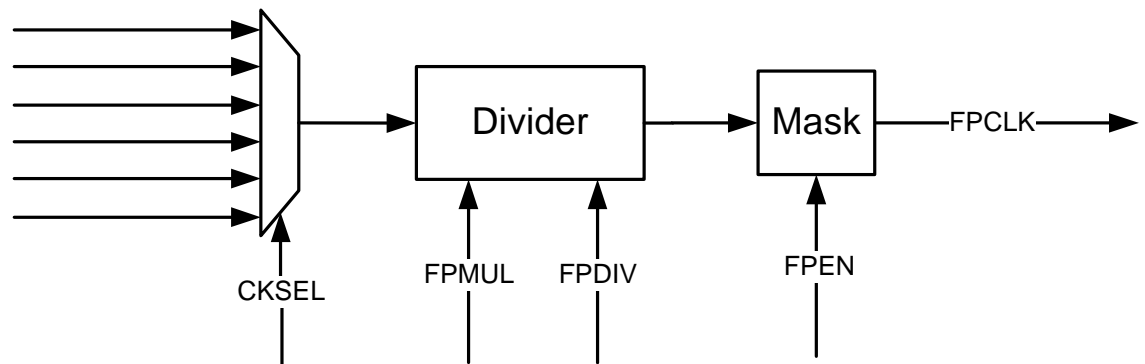 Divider
Mask
FPCLK
CKSEL
FPMUL
FPDIV
FPEN